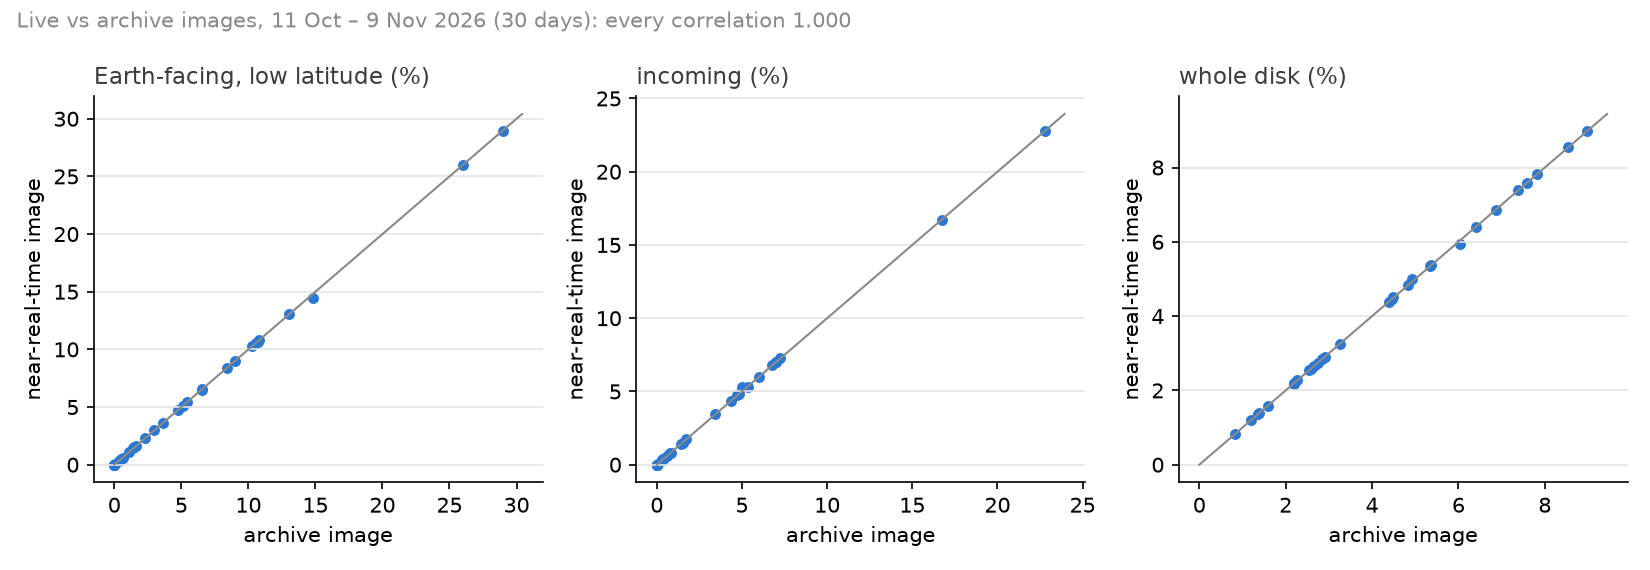 Live vs archive images, 11 Oct – 9 Nov 2026 (30 days): every correlation 1.000
Earth-facing, low latitude (%)
near-real-time image
30
25
20
15
10
5
0
0 5 10 15 20 25 30
archive image
incoming (%)
near-real-time image
25
20
15
10
5
0
0 5 10 15 20 25
archive image
whole disk (%)
near-real-time image
8
6
4
2
0
0 2 4 6 8
archive image